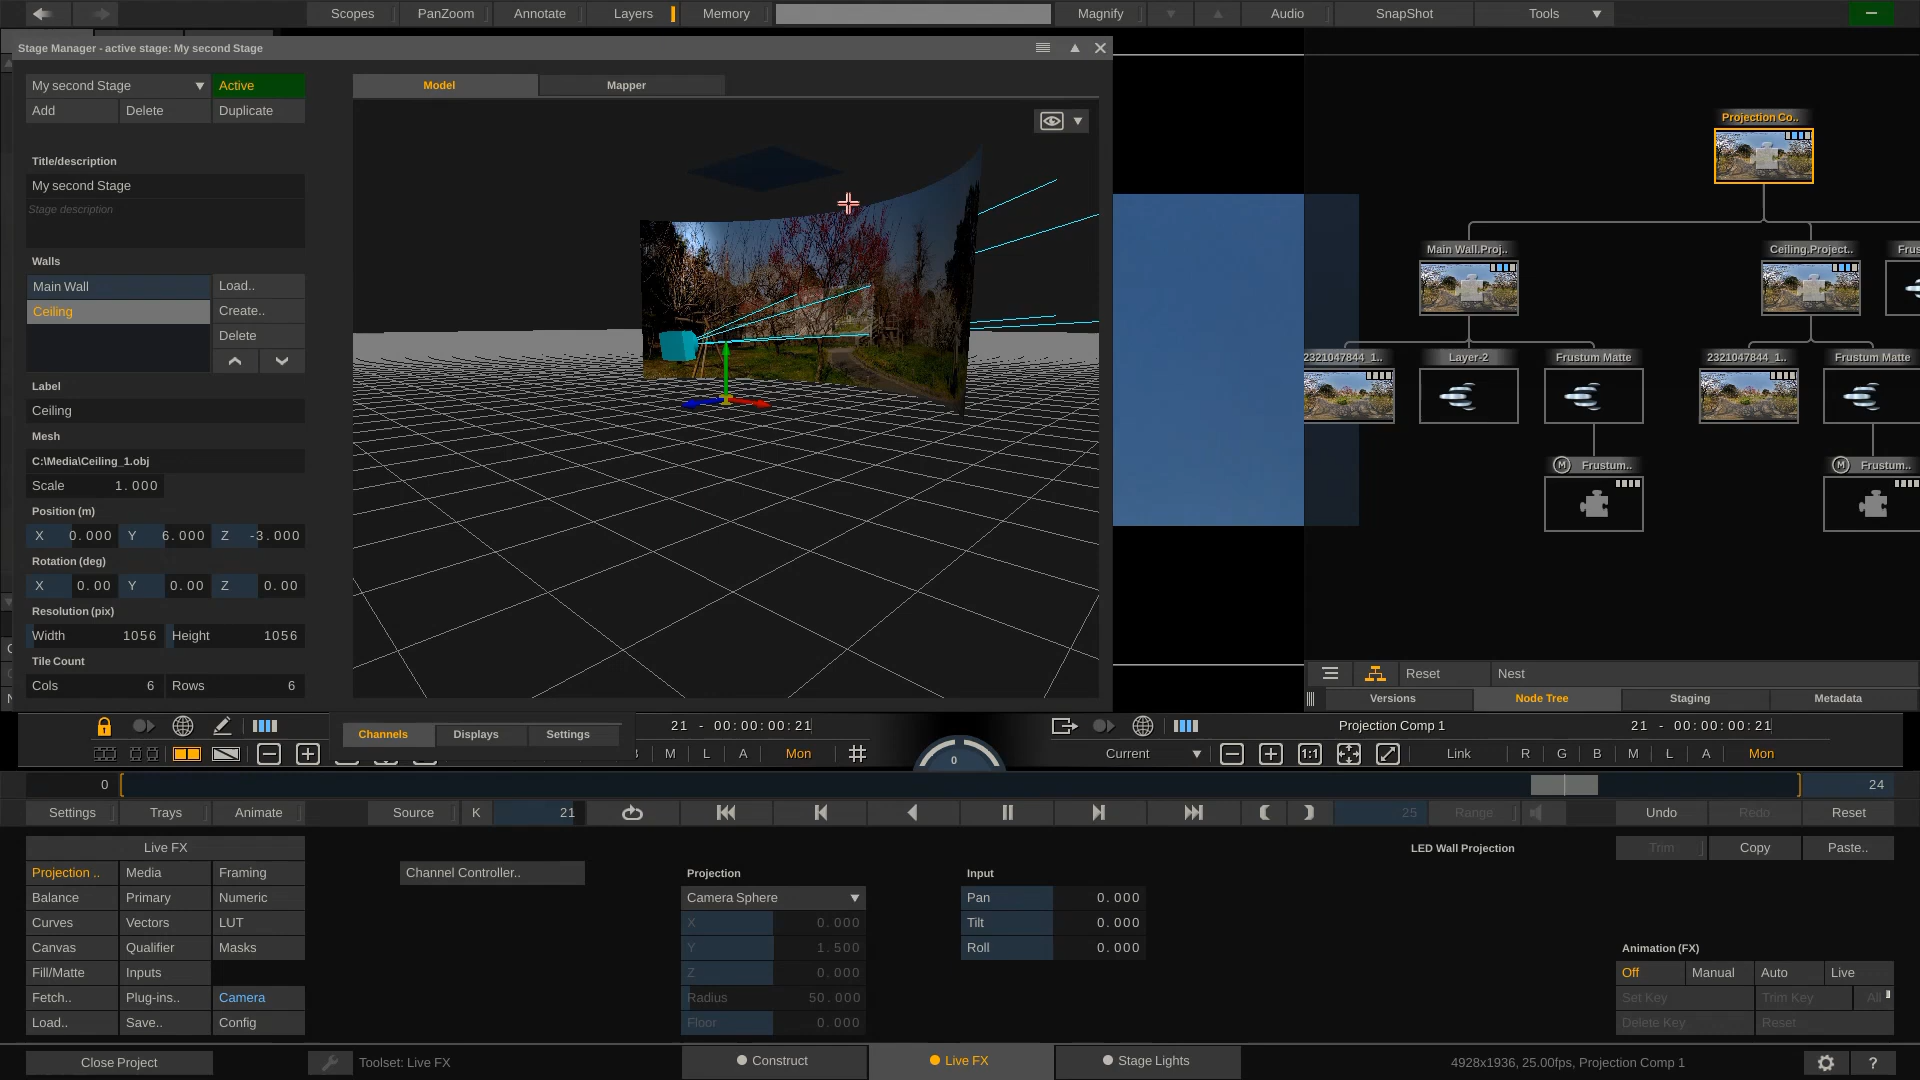 Scopes PanZoom Annotate Layers Memory Magnify Audio SnapShot Tools
Stage Manager - active stage: My second Stage
My second Stage Active
Add Delete Duplicate
Model Mapper
Title/description
My second Stage
Stage description
Walls
Main Wall Load..
Ceiling Create..
Delete
Label
Ceiling
Mesh
C:\Media\Ceiling_1.obj
Scale 1.000
Position (m)
X 0.000 Y 6.000 Z -3.000
Rotation (deg)
X 0.00 Y 0.00 Z 0.00
Resolution (pix)
Width 1056 Height 1056
Tile Count
Cols 6 Rows 6
Projection Co..
Main Wall.Proj.. Ceiling.Project.. Frus
2321047844_1.. Layer-2 Frustum Matte 2321047844_1.. Frustum Matte
M Frustum.. M Frustum..
Reset Nest
Versions Node Tree Staging Metadata
Channels Displays Settings
21 - 00:00:00:21
M L A Mon
Projection Comp 1 21 - 00:00:00:21
Current 1:1 Link R G B M L A Mon
0
0 24
Settings Trays Animate Source K 21 25 Range Undo Redo Reset
Live FX LED Wall Projection Trim Copy Paste..
Projection .. Media Framing
Balance Primary Numeric
Curves Vectors LUT
Canvas Qualifier Masks
Fill/Matte Inputs
Fetch.. Plug-ins.. Camera
Load.. Save.. Config
Channel Controller..
Projection
Camera Sphere
X 0.000
Y 1.500
Z 0.000
Radius 50.000
Floor 0.000
Input
Pan 0.000
Tilt 0.000
Roll 0.000
Animation (FX)
Off Manual Auto Live
Set Key Trim Key All
Delete Key Reset
Close Project Toolset: Live FX Construct Live FX Stage Lights 4928x1936, 25.00fps, Projection Comp 1 ?